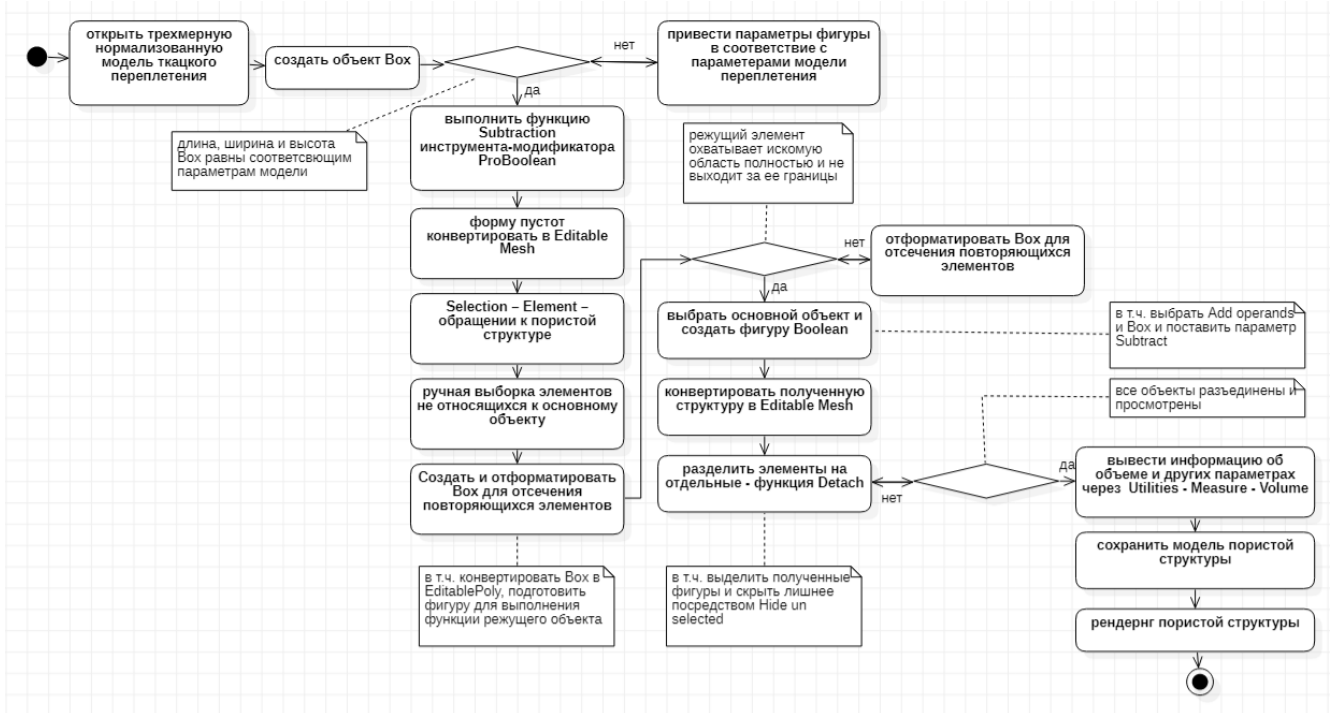 открыть трехмерную
нормализованную
модель ткацкого
переплетения
создать объект Box
нет
привести параметры фигуры
в соответствие с
параметерами модели
переплетения
да
длина, ширина и высота
Box равны соответсвющим
параметрам модели
выполнить функцию
Subtraction
инструмента-модификатора
ProBoolean
режущий элемент
охватывает искомую
область полностью и не
выходит за ее границы
форму пустот
конвертировать в Editable
Mesh
нет
отформатировать Box для
отсечения повторяющихся
элементов
да
Selection – Element –
обращении к пористой
структуре
выбрать основной объект и
создать фигуру Boolean
в т.ч. выбрать Add operands
и Box и поставить параметр
Subtract
ручная выборка элементов
не относящихся к основному
объекту
конвертировать полученную
структуру в Editable Mesh
все объекты разъединены и
просмотрены
Создать и отформатировать
Box для отсечения
повторяющихся элементов
разделить элементы на
отдельные - функция Detach
нет
да
вывести информацию об
объеме и других параметрах
через Utilities - Measure - Volume
в т.ч. конвертировать Box в
EditablePoly, подготовить
фигуру для выполнения
функции режущего объекта
в т.ч. выделить полученные
фигуры и скрыть лишнее
посредством Hide un
selected
сохранить модель пористой
структуры
рендернг пористой структуры